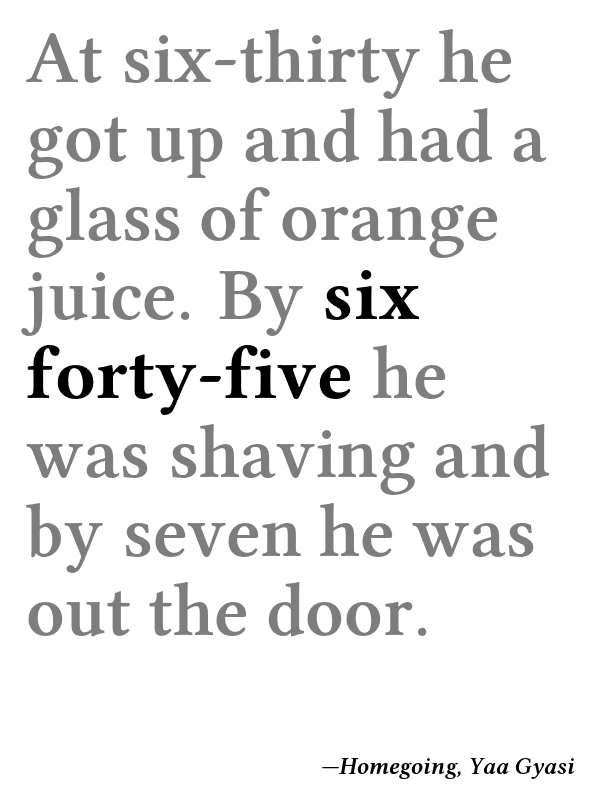 At six-thirty he
got up and had a
glass of orange
juice. By six
forty-five he
was shaving and
by seven he was
out the door.
—Homegoing, Yaa Gyasi